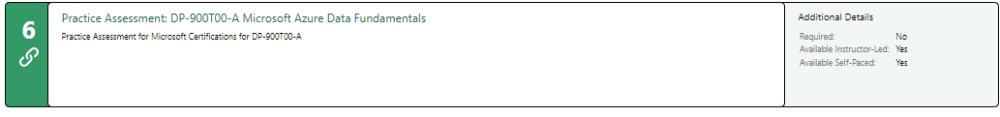 6
Practice Assessment: DP-900T00-A Microsoft Azure Data Fundamentals
Practice Assessment for Microsoft Certifications for DP-900T00-A
Additional Details
Required: No
Available Instructor-Led: Yes
Available Self-Paced: Yes